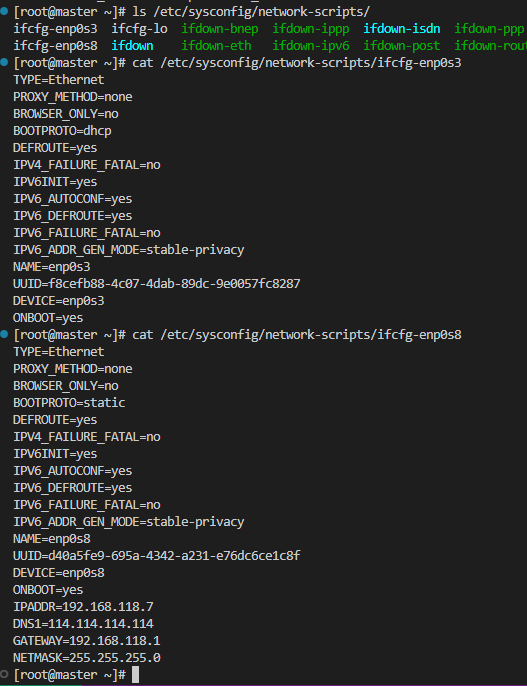 [root@master ~]# ls /etc/sysconfig/network-scripts/
ifcfg-enp0s3  ifcfg-lo  ifdown-bnep  ifdown-ippp  ifdown-isdn  ifdown-ppp
ifcfg-enp0s8  ifdown  ifdown-eth  ifdown-ipv6  ifdown-post  ifdown-rou
[root@master ~]# cat /etc/sysconfig/network-scripts/ifcfg-enp0s3
TYPE=Ethernet
PROXY_METHOD=none
BROWSER_ONLY=no
BOOTPROTO=dhcp
DEFROUTE=yes
IPV4_FAILURE_FATAL=no
IPV6INIT=yes
IPV6_AUTOCONF=yes
IPV6_DEFROUTE=yes
IPV6_FAILURE_FATAL=no
IPV6_ADDR_GEN_MODE=stable-privacy
NAME=enp0s3
UUID=f8cefb88-4c07-4dab-89dc-9e0057fc8287
DEVICE=enp0s3
ONBOOT=yes
[root@master ~]# cat /etc/sysconfig/network-scripts/ifcfg-enp0s8
TYPE=Ethernet
PROXY_METHOD=none
BROWSER_ONLY=no
BOOTPROTO=static
DEFROUTE=yes
IPV4_FAILURE_FATAL=no
IPV6INIT=yes
IPV6_AUTOCONF=yes
IPV6_DEFROUTE=yes
IPV6_FAILURE_FATAL=no
IPV6_ADDR_GEN_MODE=stable-privacy
NAME=enp0s8
UUID=d40a5fe9-695a-4342-a231-e76dc6ce1c8f
DEVICE=enp0s8
ONBOOT=yes
IPADDR=192.168.118.7
DNS1=114.114.114.114
GATEWAY=192.168.118.1
NETMASK=255.255.255.0
[root@master ~]#